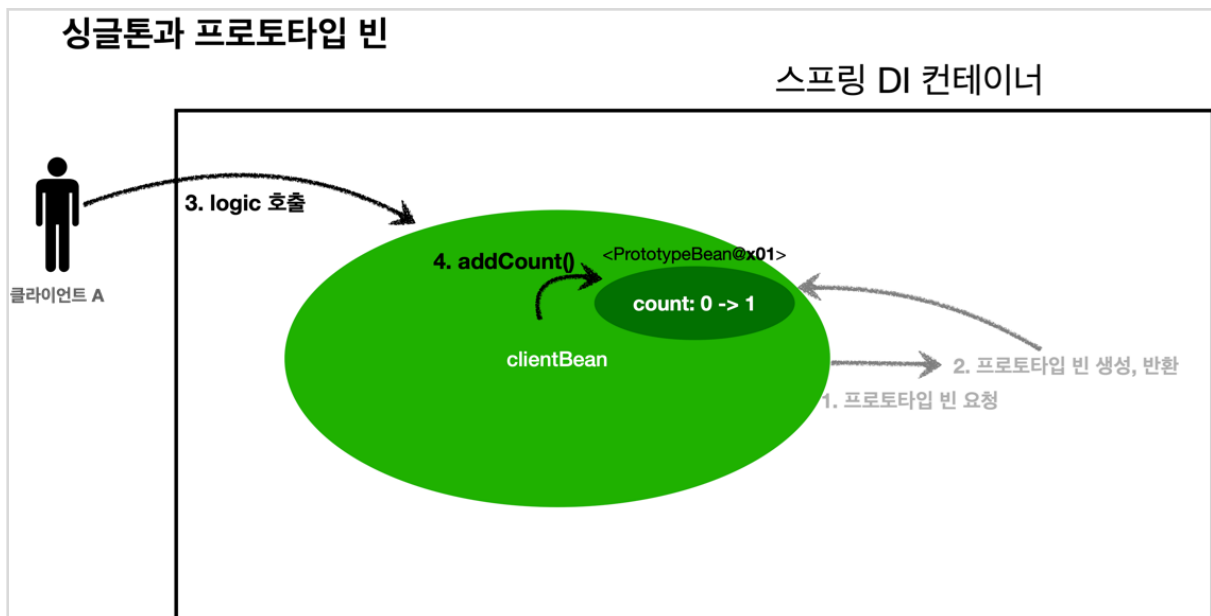 싱글톤과 프로토타입 빈
스프링 DI 컨테이너
3. logic 호출
클라이언트 A
4. addCount()
<PrototypeBean@x01>
count: 0 -> 1
clientBean
2. 프로토타입 빈 생성, 반환
1. 프로토타입 빈 요청